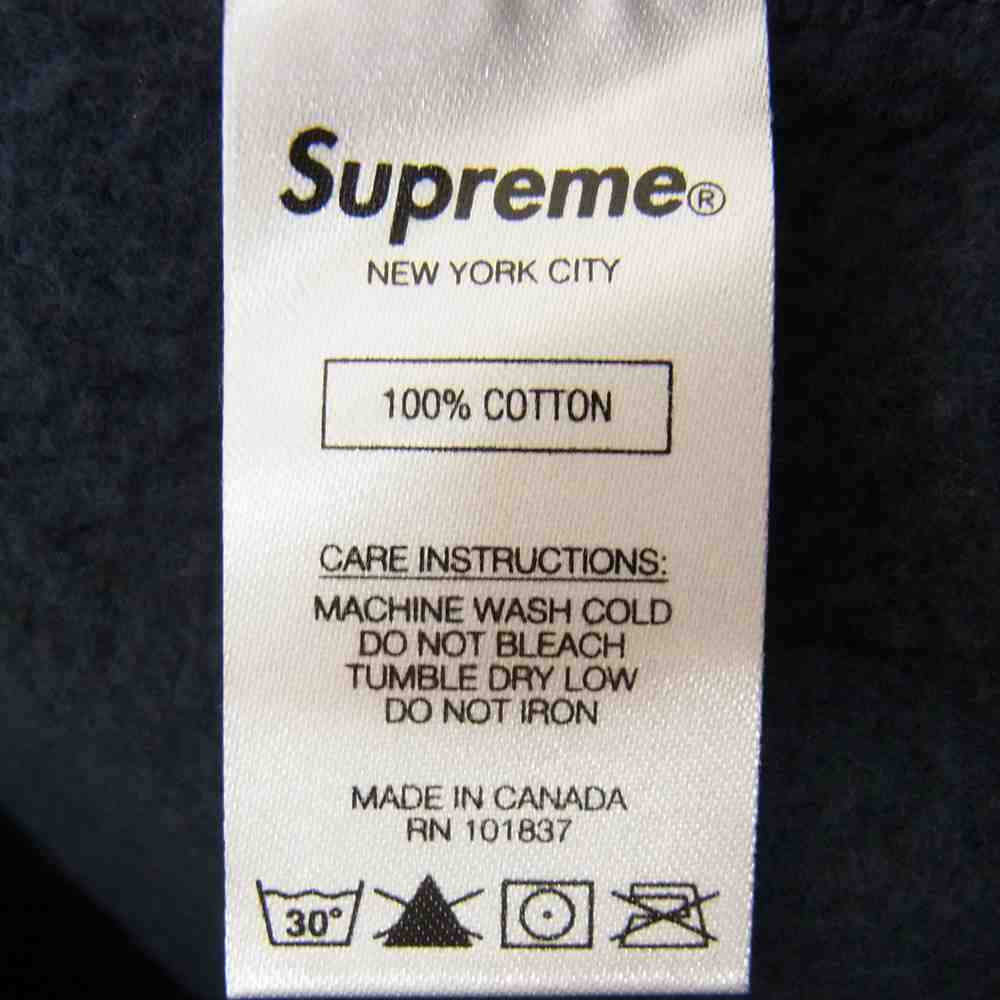 Supreme®
NEW YORK CITY
100% COTTON
CARE INSTRUCTIONS:
MACHINE WASH COLD
DO NOT BLEACH
TUMBLE DRY LOW
DO NOT IRON
MADE IN CANADA
RN 101837
30°